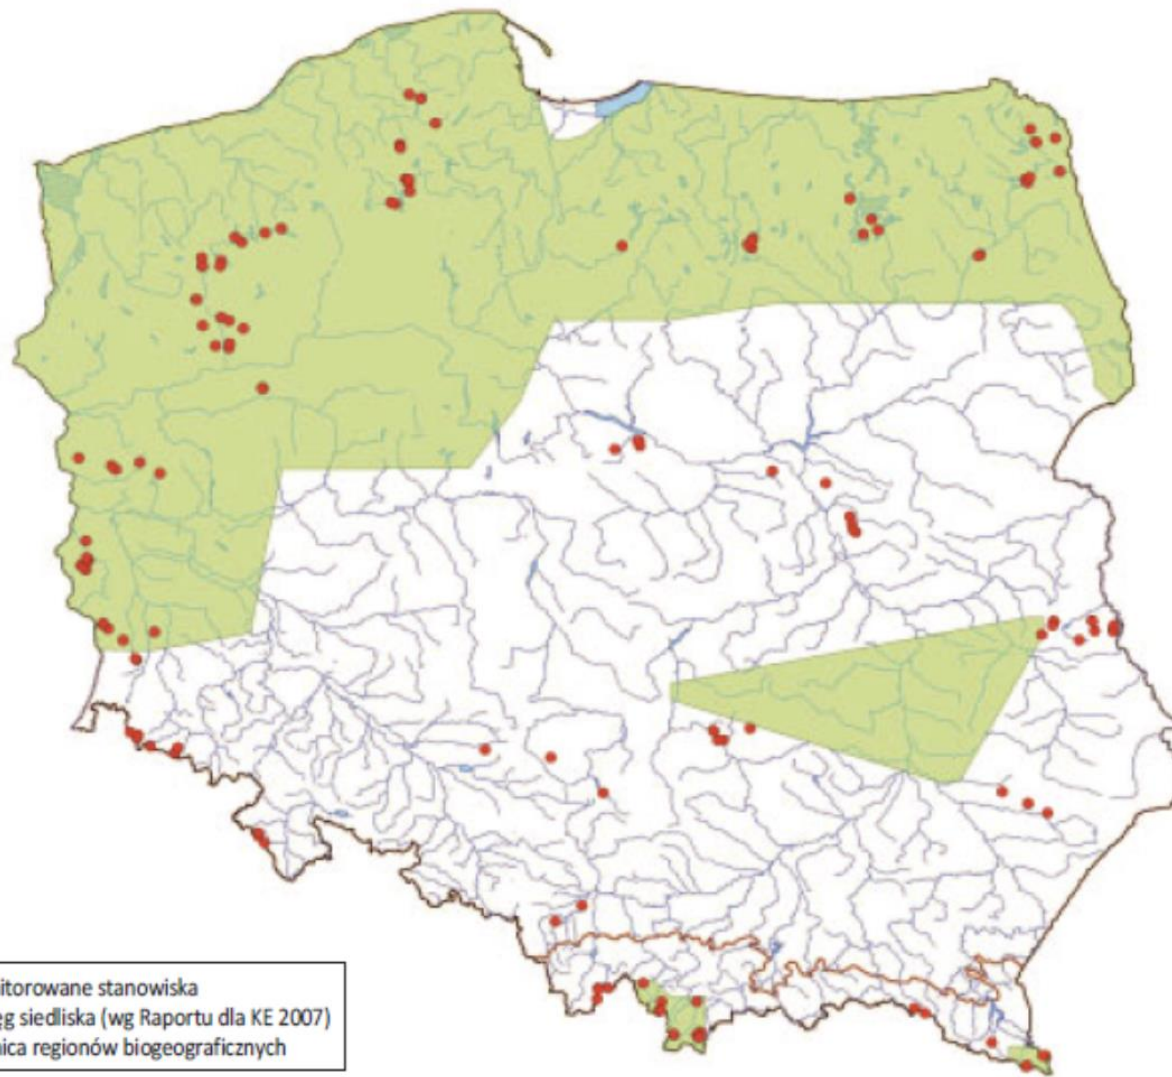 itorowane stanowiska
ęg siedliska (wg Raportu dla KE 2007)
nica regionów biogeograficznych